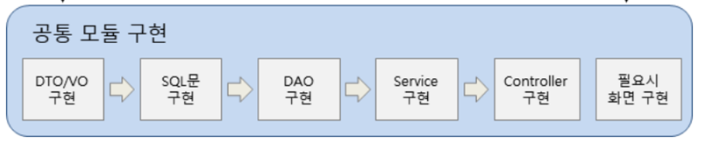 공통 모듈 구현
DTO/VO
구현
SQL문
구현
DAO
구현
Service
구현
Controller
구현
필요시
화면 구현